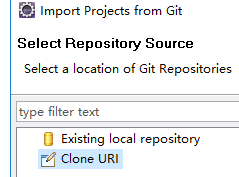 Import Projects from Git
Select Repository Source
Select a location of Git Repositories
type filter text
Existing local repository
Clone URI